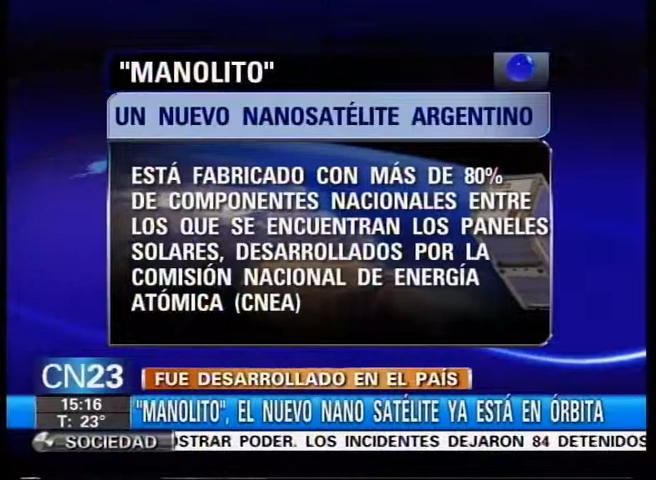 "MANOLITO"
UN NUEVO NANOSATÉLITE ARGENTINO
ESTÁ FABRICADO CON MÁS DE 80%
DE COMPONENTES NACIONALES ENTRE
LOS QUE SE ENCUENTRAN LOS PANELES
SOLARES, DESARROLLADOS POR LA
COMISIÓN NACIONAL DE ENERGÍA
ATÓMICA (CNEA)
CN23
FUE DESARROLLADO EN EL PAÍS
15:16
"MANOLITO", EL NUEVO NANO SATÉLITE YA ESTÁ EN ÓRBITA
T: 23°
SOCIEDAD
PODER. LOS INCIDENTES DEJARON 84 DETENIDOS